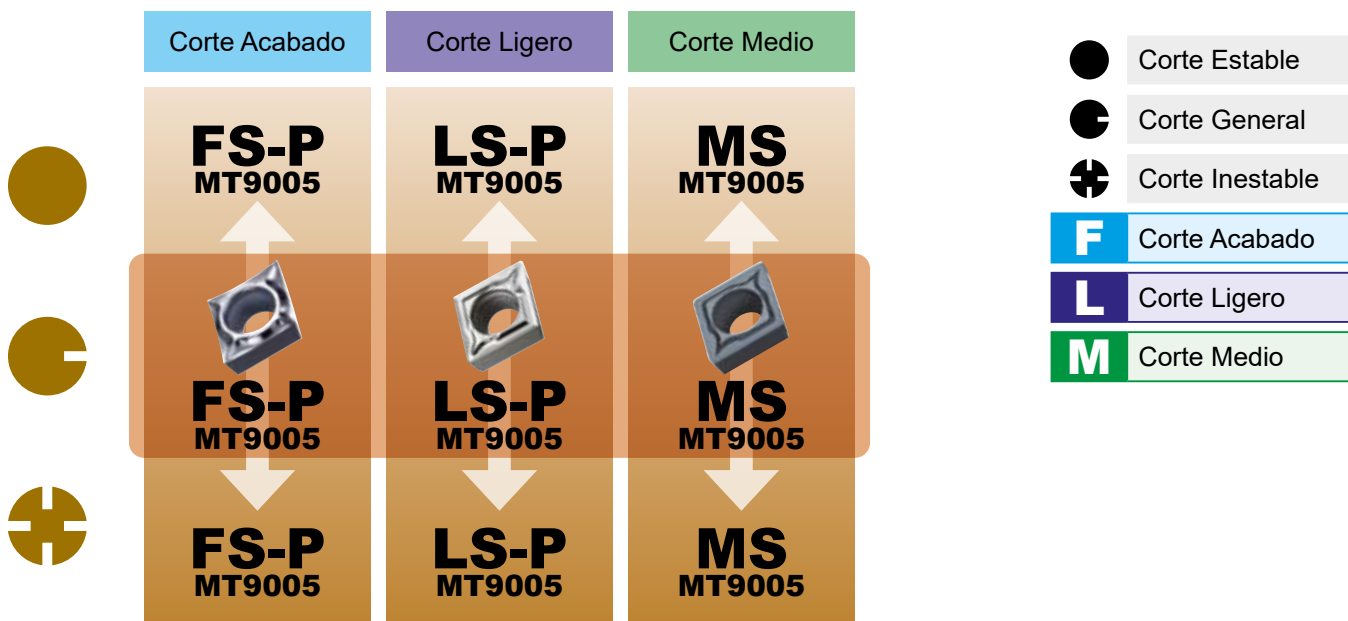 Corte Acabado
Corte Ligero
Corte Medio
FS-P
MT9005
LS-P
MT9005
MS
MT9005
FS-P
MT9005
LS-P
MT9005
MS
MT9005
FS-P
MT9005
LS-P
MT9005
MS
MT9005
Corte Estable
Corte General
Corte Inestable
F Corte Acabado
L Corte Ligero
M Corte Medio